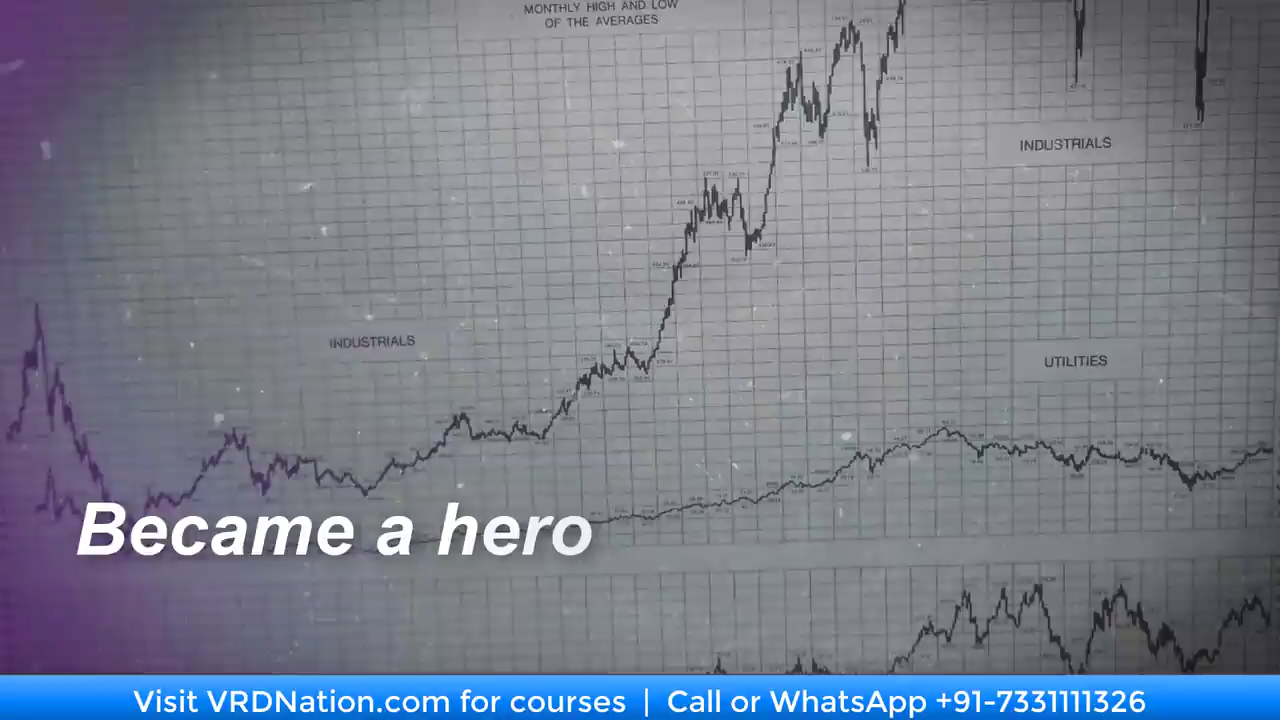 MONTHLY HIGH AND LOW
OF THE AVERAGES
INDUSTRIALS
INDUSTRIALS
UTILITIES
Became a hero
Visit VRDNation.com for courses | Call or WhatsApp +91-7331111326